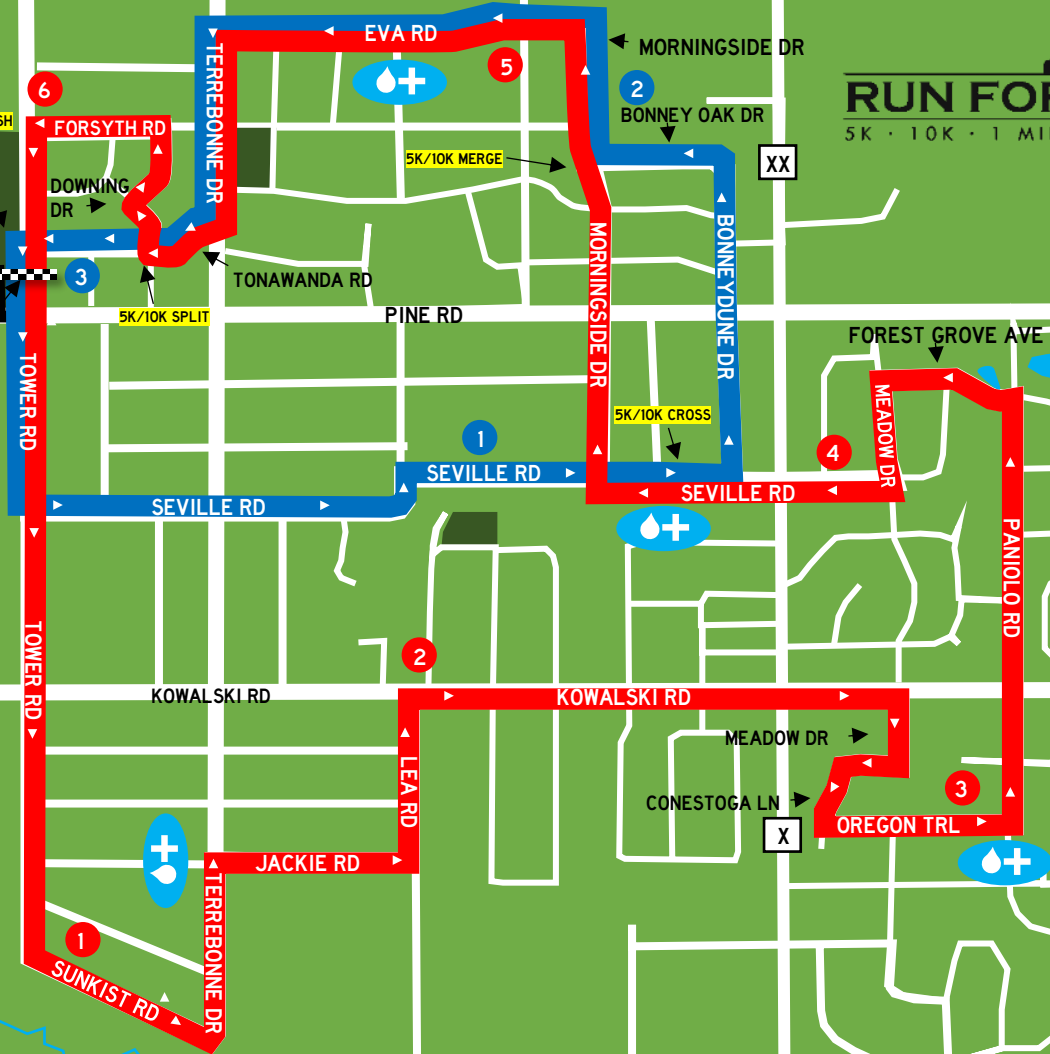 EVA RD
MORNINGSIDE DR
TERREBONNE DR
5
6
2
BONNEY OAK DR
RUN FO
5K · 10K · 1 MI
SH
FORSYTH RD
5K/10K MERGE
XX
DOWNING
DR
MORNINGSIDE DR
BONNEYDUNE DR
3
TONAWANDA RD
5K/10K SPLIT
PINE RD
FOREST GROVE AVE
TOWER RD
MEADOW DR
5K/10K CROSS
1
4
SEVILLE RD
SEVILLE RD
SEVILLE RD
PANIOLO RD
TOWER RD
2
KOWALSKI RD
KOWALSKI RD
MEADOW DR
LEA RD
3
CONESTOGA LN
OREGON TRL
X
JACKIE RD
TERREBONNE DR
1
SUNKIST RD